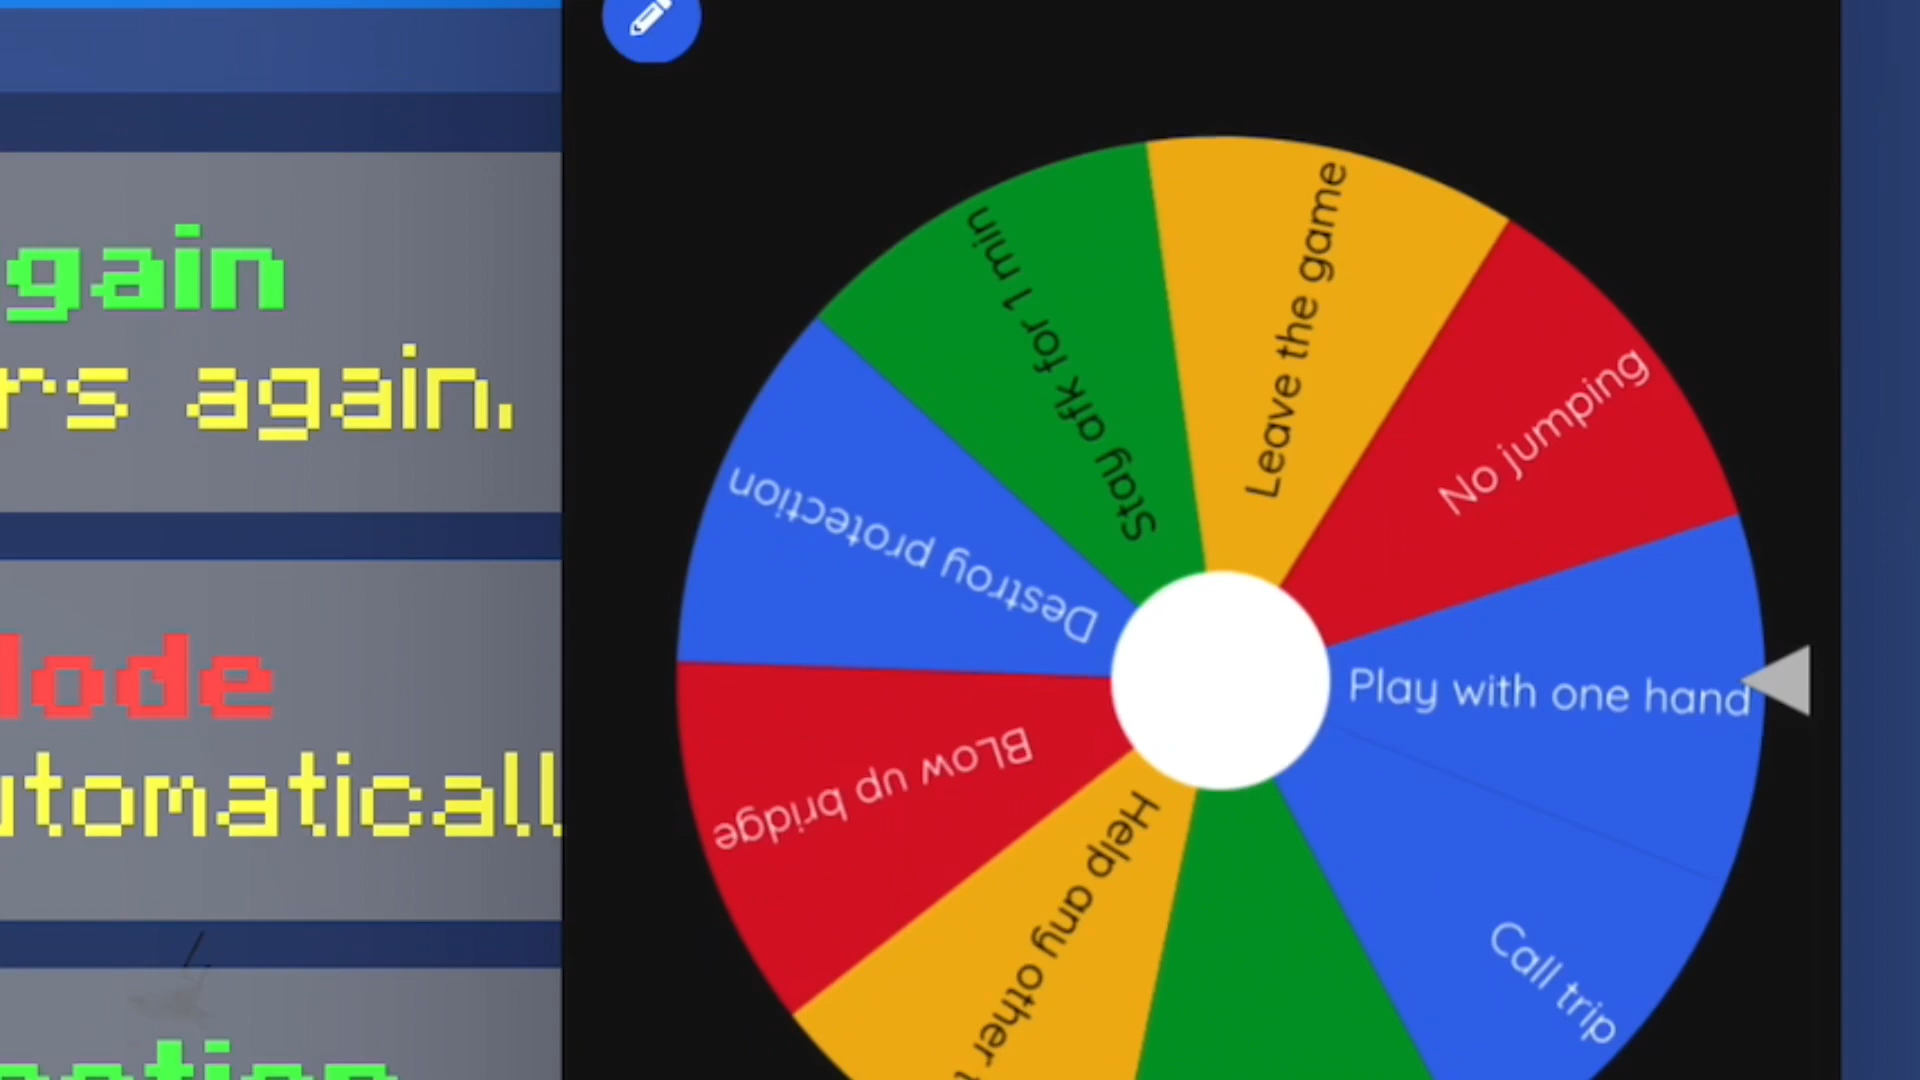 gain
rs again.
lode
utomaticall
Leave the game
Stay afk for 1 min
No jumping
Destroy protection
Play with one hand
BLow up bridge
Help any other
Call trip